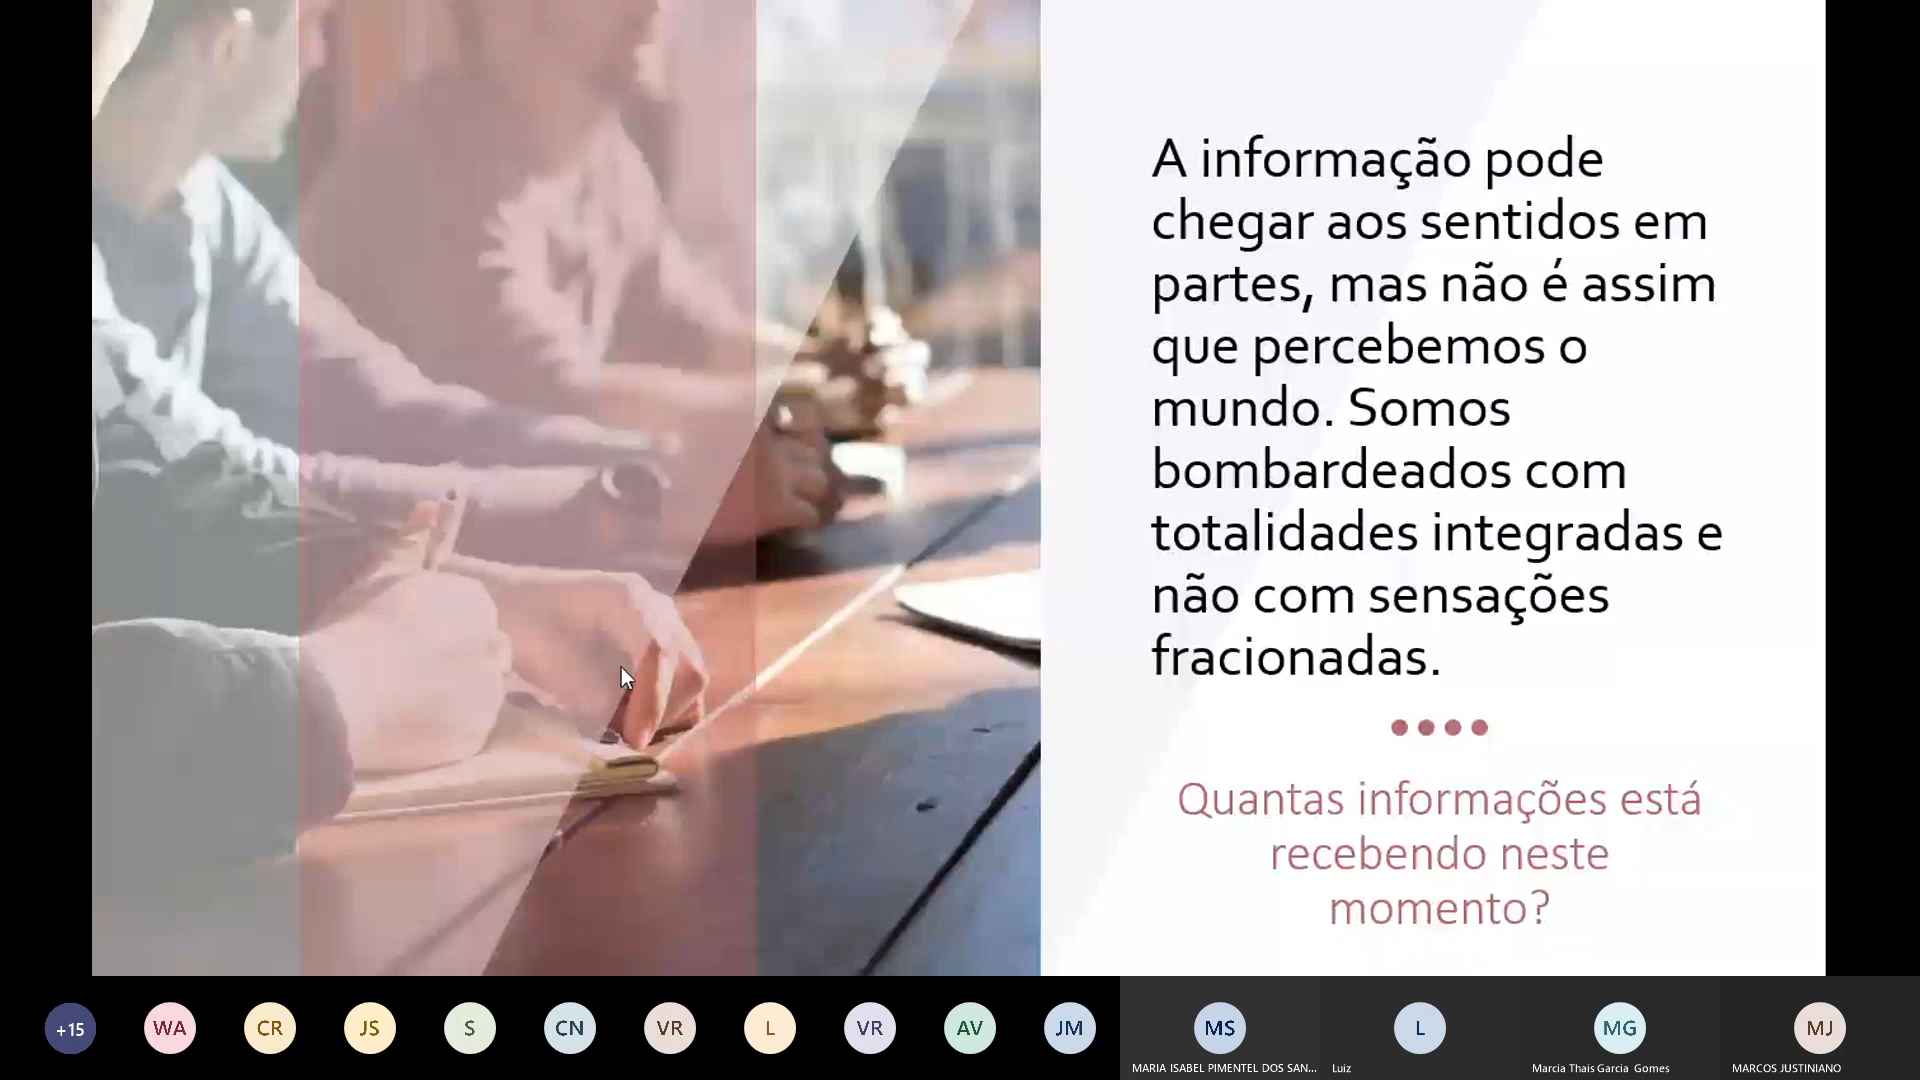 A informação pode
chegar aos sentidos em
partes, mas não é assim
que percebemos o
mundo. Somos
bombardeados com
totalidades integradas e
não com sensações
fracionadas.
Quantas informações está
recebendo neste
momento?
+15
WA
CR
JS
S
CN
VR
L
VR
AV
JM
MS
L
MG
MJ
MARIA ISABEL PIMENTEL DOS SAN...
Luiz
Marcia Thais Garcia Gomes
MARCOS JUSTINIANO